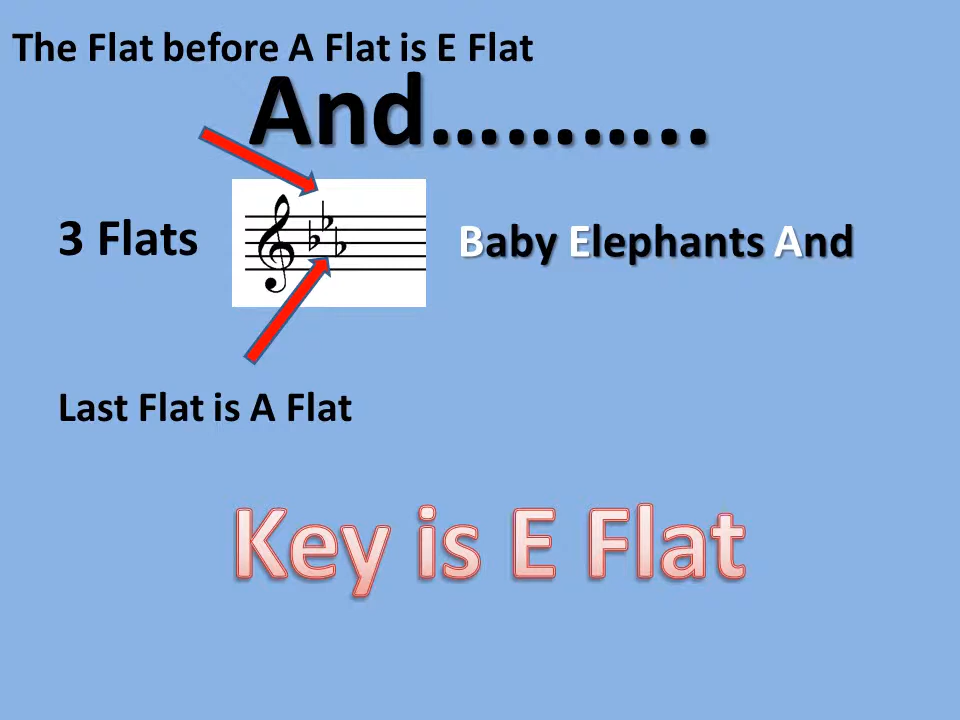 The Flat before A Flat is E Flat
And………..
3 Flats
Baby Elephants And
Last Flat is A Flat
Key is E Flat